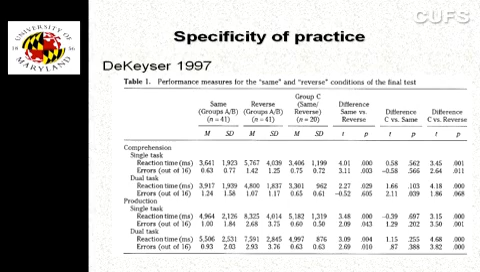 CUFS
Specificity of practice
UNIVERSITY OF
18 56
MARYLAND
DeKeyser 1997
Table 1. Performance measures for the "same" and "reverse" conditions of the final test
Group C
Same Reverse (Same/ Difference
(Groups A/B) (Groups A/B) Reverse) Same vs. Difference Difference
(n = 41) (n = 41) (n = 20) Reverse C vs. Same C vs. Reverse
M SD M SD M SD t p t p t p
Comprehension
Single task
Reaction time (ms) 3,641 1,923 5,767 4,039 3,406 1,199 4.01 .000 0.58 .562 3.45 .001
Errors (out of 16) 0.63 0.77 1.42 1.25 0.75 0.72 3.11 .003 -0.58 .566 2.64 .011
Dual task
Reaction time (ms) 3,917 1,939 4,800 1,837 3,301 962 2.27 .029 1.66 .103 4.18 .000
Errors (out of 16) 1.24 1.58 1.07 1.17 0.65 0.61 -0.52 .605 2.11 .039 1.86 .068
Production
Single task
Reaction time (ms) 4,964 2,126 8,325 4,014 5,182 1,319 3.48 .000 -0.39 .697 3.15 .000
Errors (out of 16) 1.00 1.84 2.68 3.75 0.60 0.50 2.09 .043 1.29 .202 3.50 .001
Dual task
Reaction time (ms) 5,506 2,531 7,591 2,845 4,997 876 3.09 .004 1.15 .255 4.68 .000
Errors (out of 16) 0.93 2.03 2.93 3.76 0.63 0.63 2.69 .010 .87 .388 3.82 .000